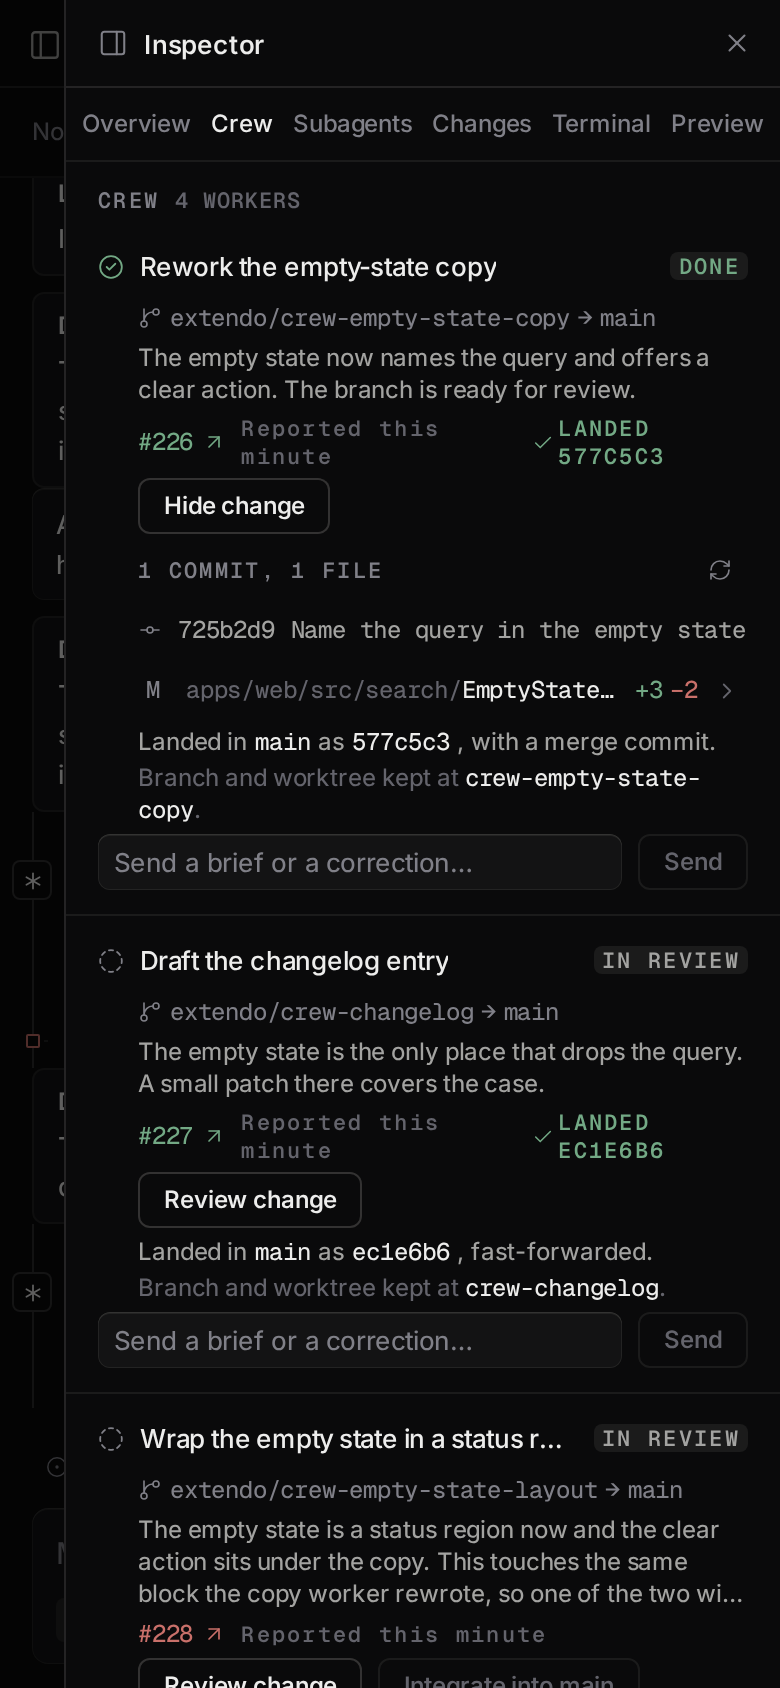 Inspector
No
Overview Crew Subagents Changes Terminal Preview
CREW 4 WORKERS
Rework the empty-state copy DONE
extendo/crew-empty-state-copy → main
The empty state now names the query and offers a
clear action. The branch is ready for review.
#226 ↗ Reported this
minute
LANDED
577C5C3
Hide change
1 COMMIT, 1 FILE
725b2d9 Name the query in the empty state
M apps/web/src/search/EmptyState… +3 −2
Landed in main as 577c5c3 , with a merge commit.
Branch and worktree kept at crew-empty-state-
copy.
Send a brief or a correction… Send
Draft the changelog entry IN REVIEW
extendo/crew-changelog → main
The empty state is the only place that drops the query.
A small patch there covers the case.
#227 ↗ Reported this
minute
LANDED
EC1E6B6
Review change
Landed in main as ec1e6b6 , fast-forwarded.
Branch and worktree kept at crew-changelog.
Send a brief or a correction… Send
Wrap the empty state in a status r… IN REVIEW
extendo/crew-empty-state-layout → main
The empty state is a status region now and the clear
action sits under the copy. This touches the same
block the copy worker rewrote, so one of the two wi…
#228 ↗ Reported this minute
Review change Integrate into main